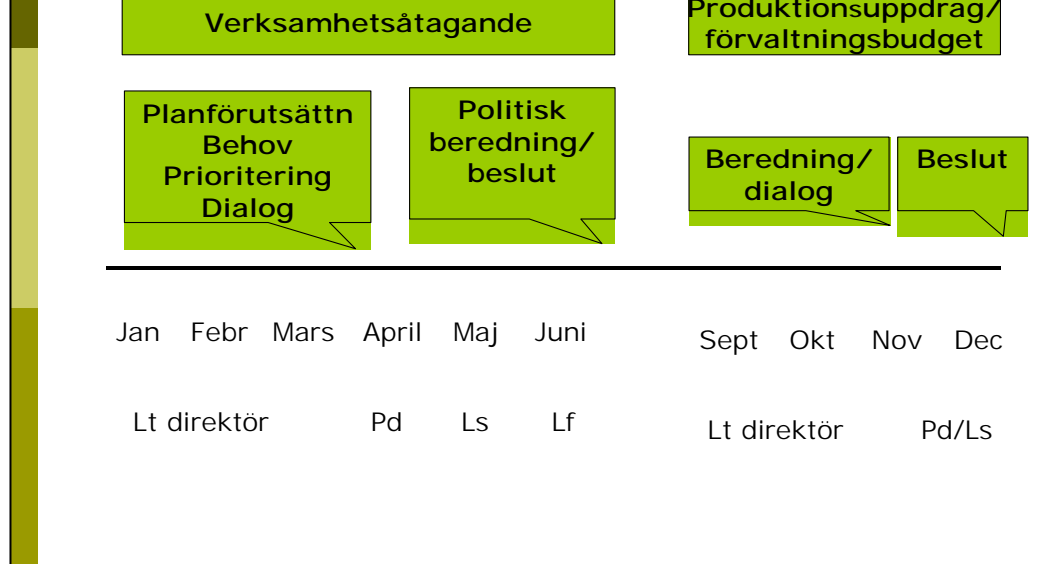 Verksamhetsåtagande
Produktionsuppdrag/
förvaltningsbudget
Planförutsättn
Behov
Prioritering
Dialog
Politisk
beredning/
beslut
Beredning/
dialog
Beslut
Jan Febr Mars April Maj Juni
Sept Okt Nov Dec
Lt direktör Pd Ls Lf
Lt direktör Pd/Ls